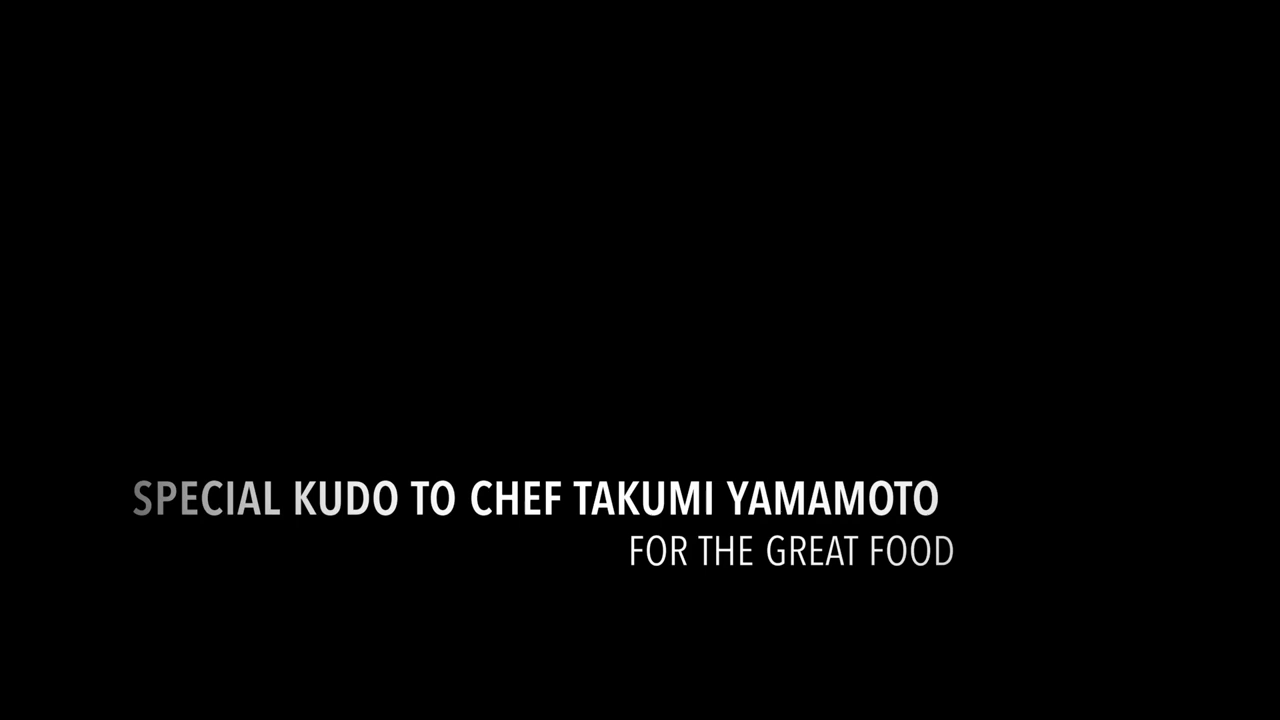 SPECIAL KUDO TO CHEF TAKUMI YAMAMOTO
FOR THE GREAT FOOD